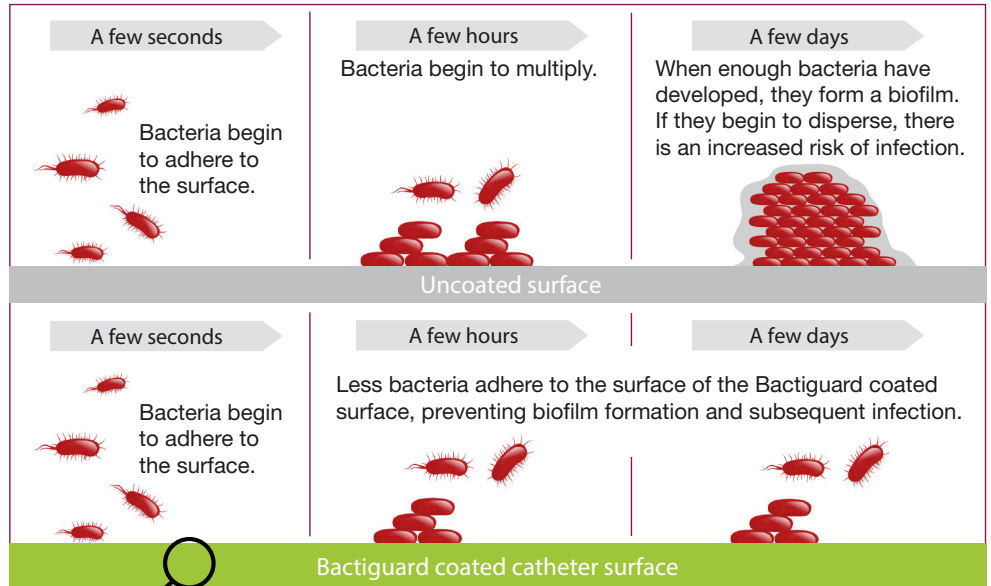 A few seconds
Bacteria begin
to adhere to
the surface.
A few hours
Bacteria begin to multiply.
A few days
When enough bacteria have
developed, they form a biofilm.
If they begin to disperse, there
is an increased risk of infection.
Uncoated surface
A few seconds
Bacteria begin
to adhere to
the surface.
A few hours
A few days
Less bacteria adhere to the surface of the Bactiguard coated
surface, preventing biofilm formation and subsequent infection.
Bactiguard coated catheter surface